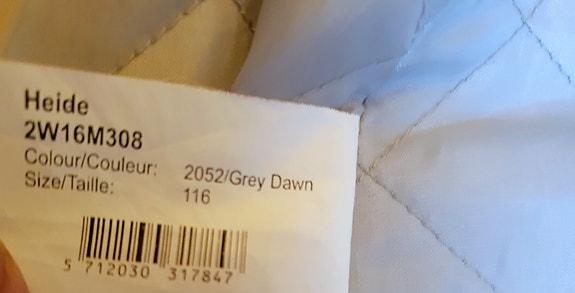 Heide
2W16M308
Colour/Couleur: 2052/Grey Dawn
Size/Taille: 116
5 712030 317847